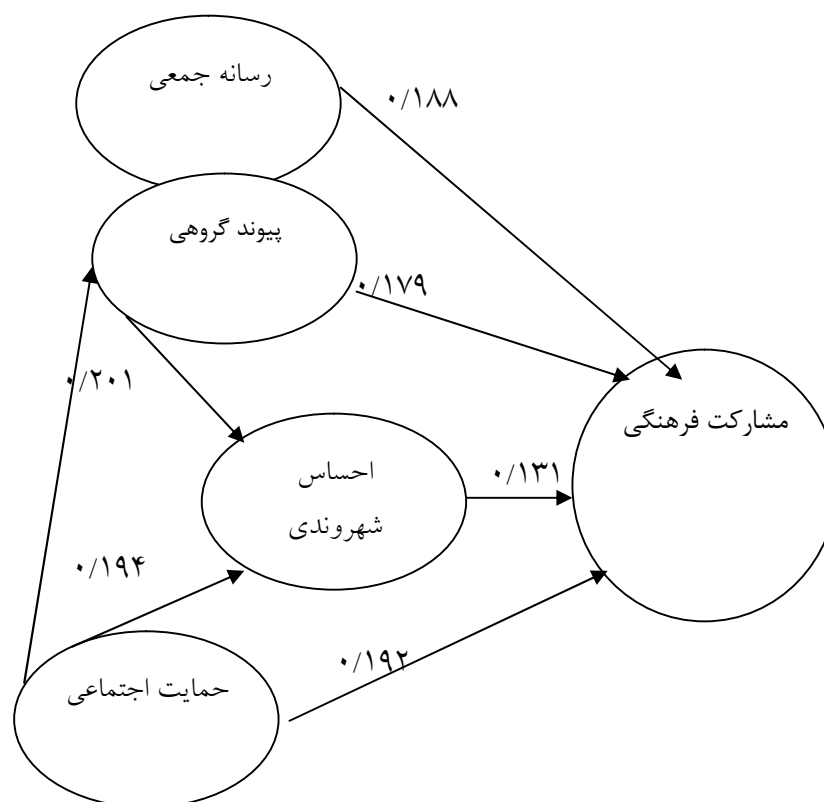 رسانه جمعی
۰/۱۸۸
پیوند گروهی
۰/۱۷۹
۰/۲۰۱
مشارکت فرهنگی
احساس
شهروندی
۰/۱۳۱
۰/۱۹۴
۰/۱۹۲
حمایت اجتماعی